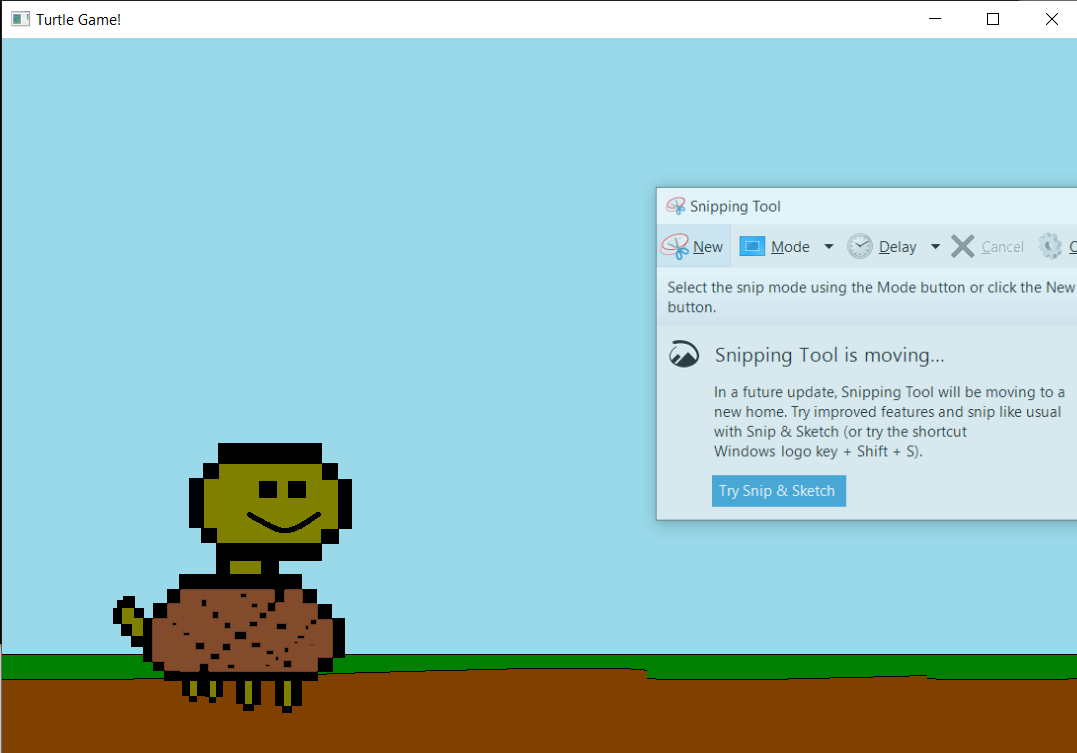 Turtle Game!
Snipping Tool
New Mode Delay Cancel
Select the snip mode using the Mode button or click the New
button.
Snipping Tool is moving...
In a future update, Snipping Tool will be moving to a
new home. Try improved features and snip like usual
with Snip & Sketch (or try the shortcut
Windows logo key + Shift + S).
Try Snip & Sketch